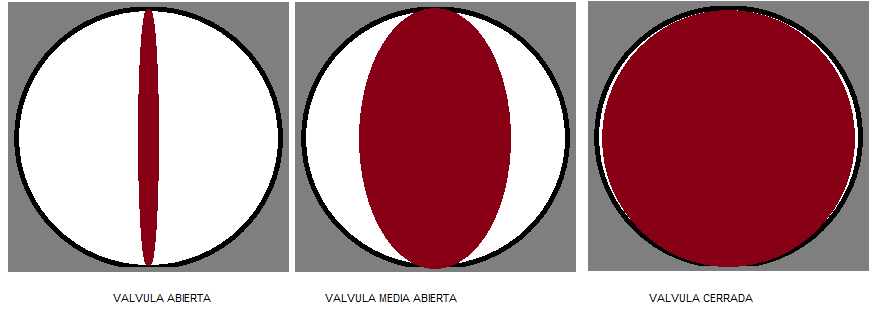 VALVULA ABIERTA
VALVULA MEDIA ABIERTA
VALVULA CERRADA